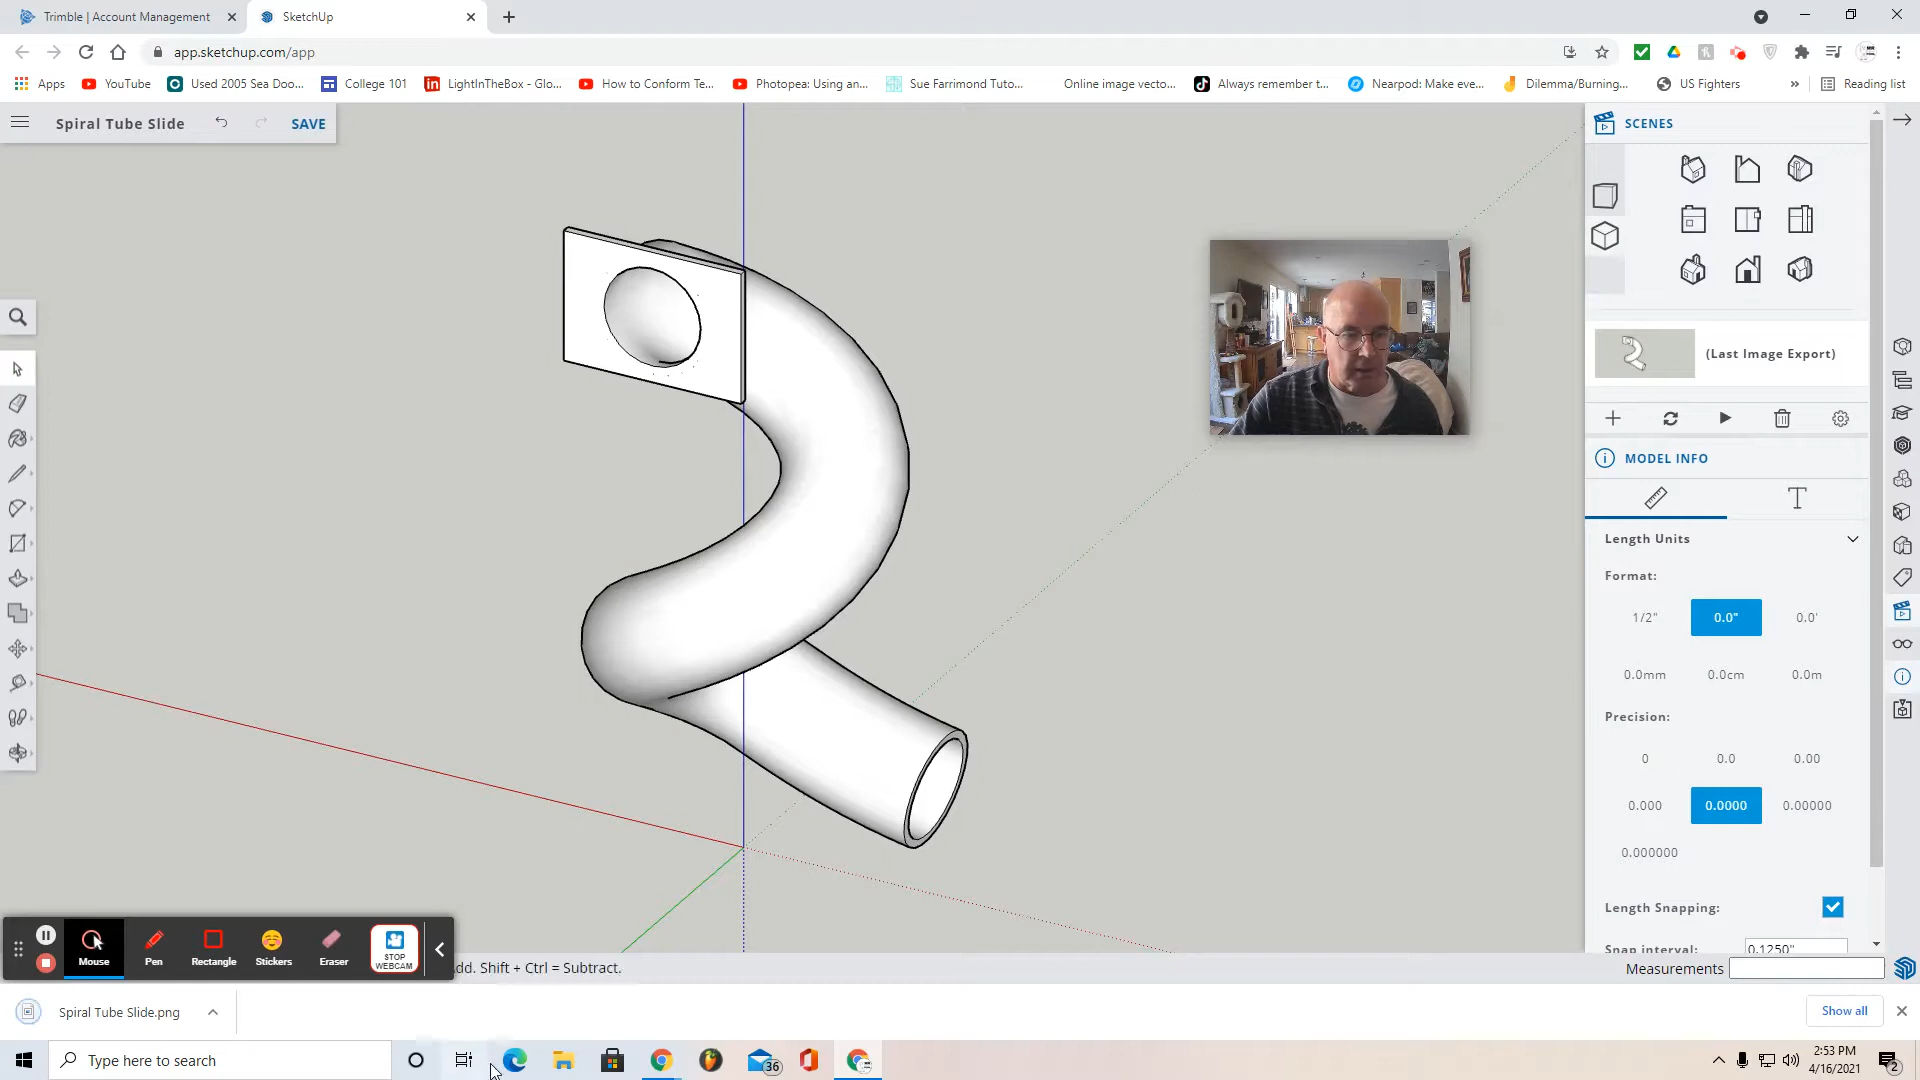 Trimble | Account Management
SketchUp
app.sketchup.com/app
Apps
YouTube
Used 2005 Sea Doo...
College 101
LightInTheBox - Glo...
How to Conform Te...
Photopea: Using an...
Sue Farrimond Tuto...
Online image vecto...
Always remember t...
Nearpod: Make eve...
Dilemma/Burning...
US Fighters
»
Reading list
Spiral Tube Slide
SAVE
SCENES
(Last Image Export)
MODEL INFO
Length Units
Format:
1/2" 0.0" 0.0'
0.0mm 0.0cm 0.0m
Precision:
0 0.0 0.00
0.000 0.0000 0.00000
0.000000
Length Snapping:
Snap interval: 0.1250"
Mouse
Pen
Rectangle
Stickers
Eraser
STOP
WEBCAM
dd. Shift + Ctrl = Subtract.
Measurements
Spiral Tube Slide.png
Show all
Type here to search
36
2:53 PM
4/16/2021
2